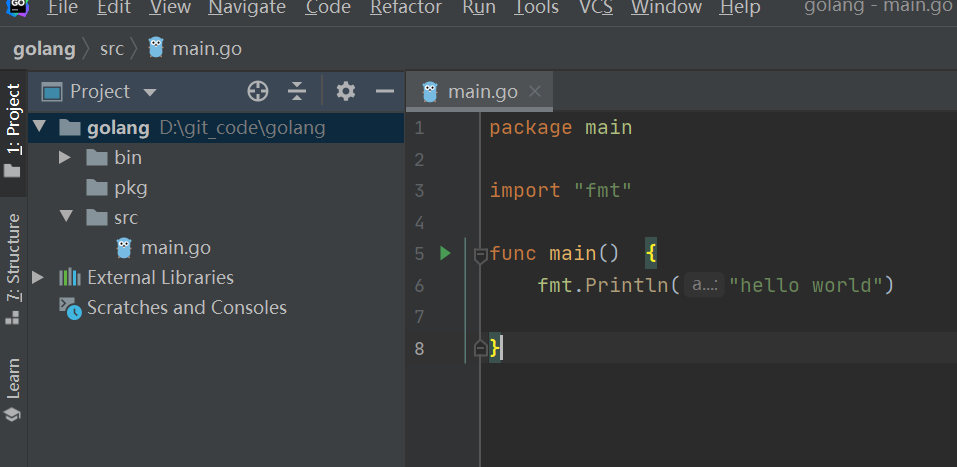 GO File Edit View Navigate Code Refactor Run Tools VCS Window Help golang - main.go
golang src main.go
1: Project
Project
main.go
golang D:\git_code\golang
bin
pkg
src
main.go
External Libraries
Scratches and Consoles
7: Structure
Learn
1 package main
2
3 import "fmt"
4
5 func main() {
6 fmt.Println( a...: "hello world")
7
8 }